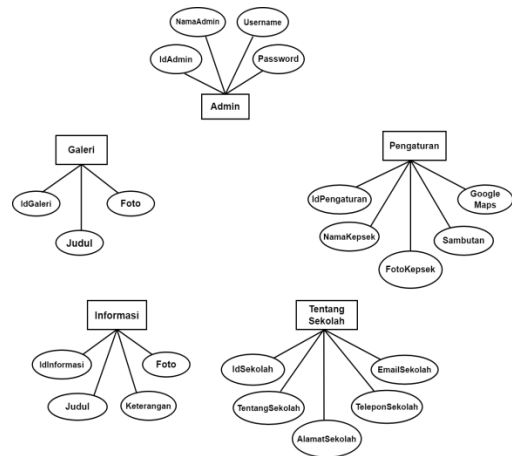 NamaAdmin
Username
IdAdmin
Password
Admin
Galeri
IdGaleri
Foto
Judul
Pengaturan
IdPengaturan
Google
Maps
NamaKepsek
Sambutan
FotoKepsek
Informasi
IdInformasi
Foto
Judul
Keterangan
Tentang
Sekolah
IdSekolah
EmailSekolah
TentangSekolah
TeleponSekolah
AlamatSekolah